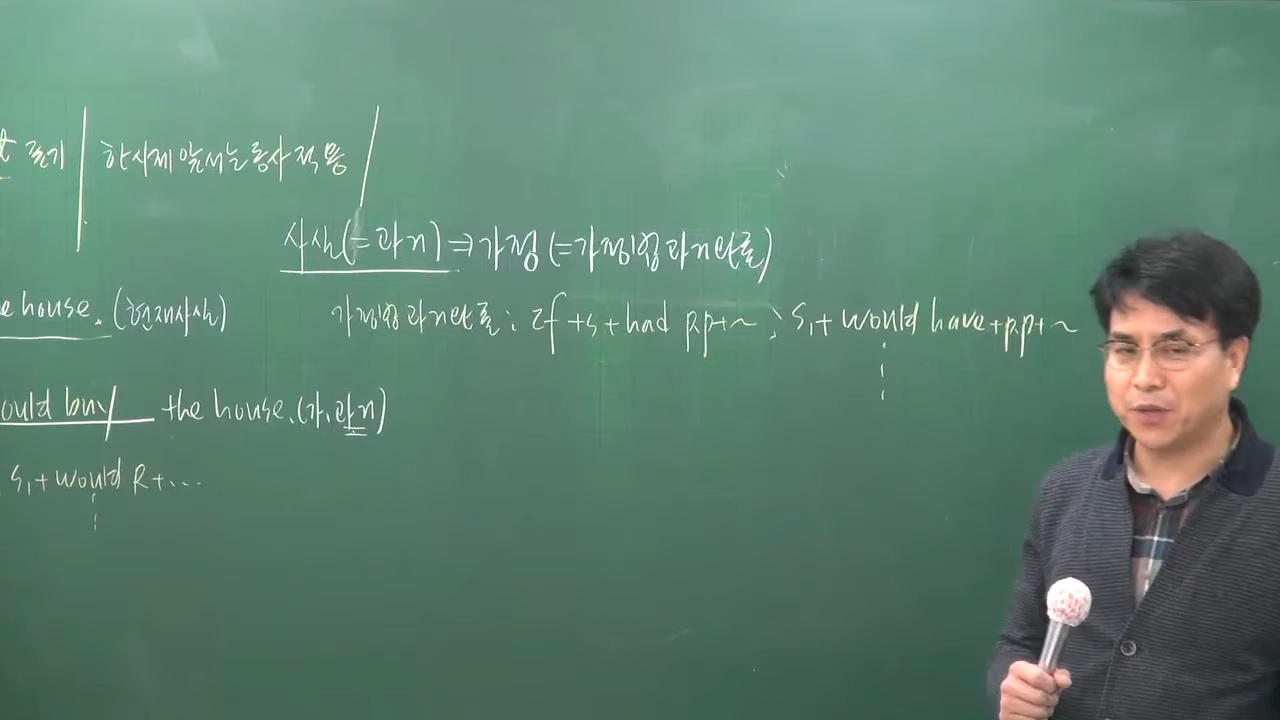 t 쓰기 | 한시제 앞서는 동사 적용
사실(=과거) ⇒ 가정(=가정법 과거완료)
e house. (현재사실) 가정법 과거완료: If + S + had p.p + ~, S₁ + would have + p.p + ~
ould buy the house. (가, 과거)
S₁ + would R + ...